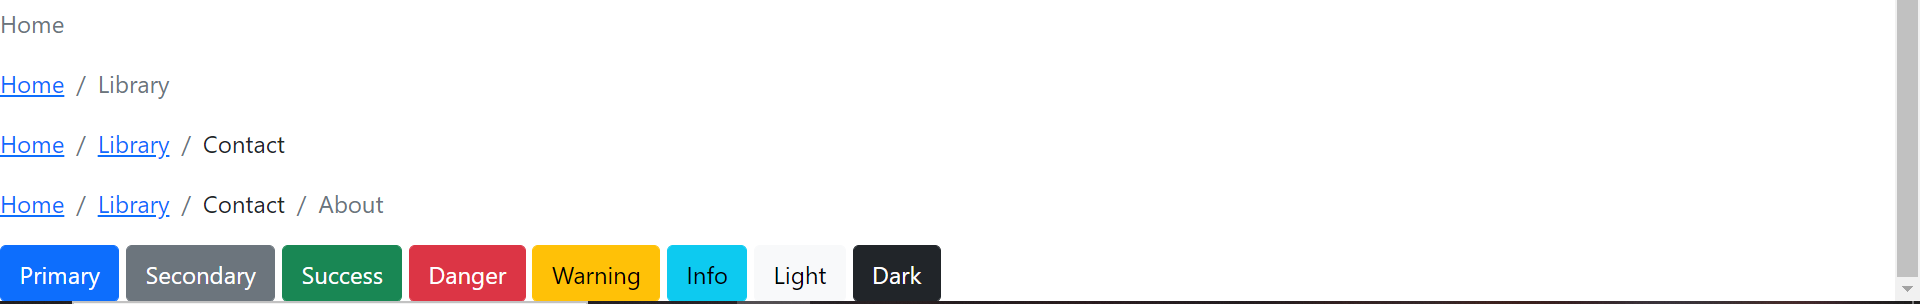 Home
Home / Library
Home / Library / Contact
Home / Library / Contact / About
Primary Secondary Success Danger Warning Info Light Dark